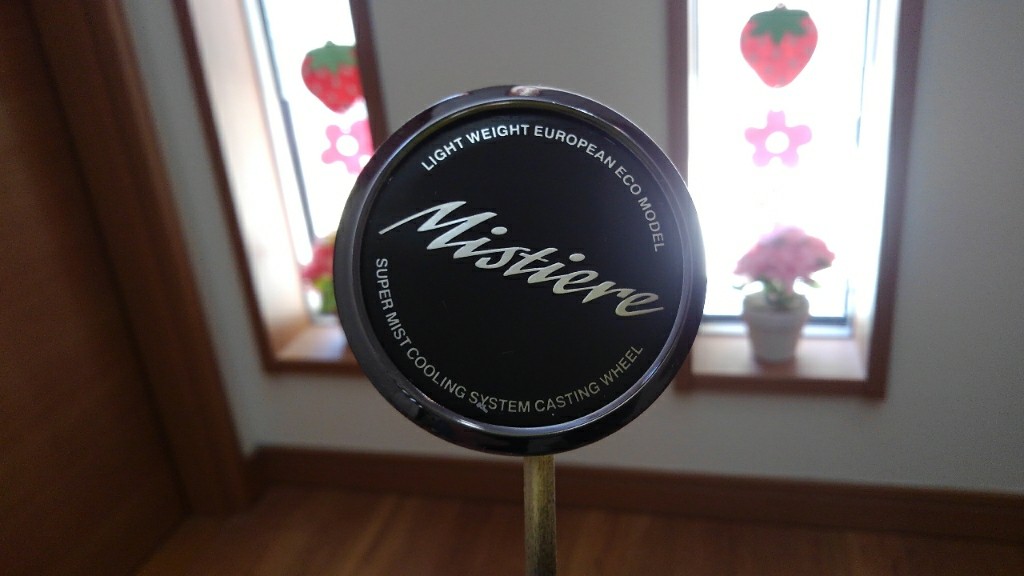 LIGHT WEIGHT EUROPEAN ECO MODEL
Mistiere
SUPER MIST COOLING SYSTEM CASTING WHEEL